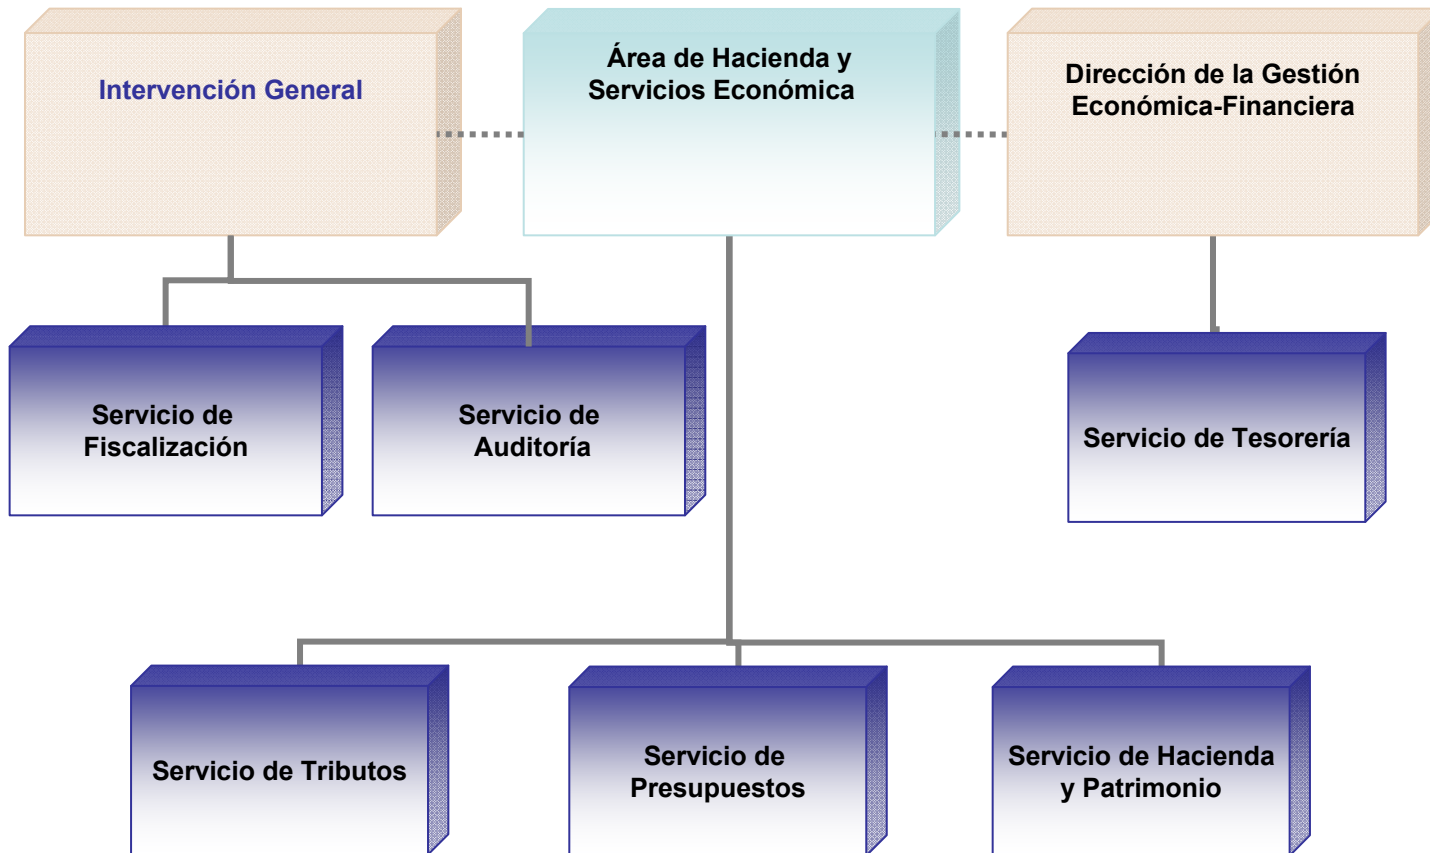 Intervención General
Área de Hacienda y
Servicios Económica
Dirección de la Gestión
Económica-Financiera
Servicio de
Fiscalización
Servicio de
Auditoría
Servicio de Tesorería
Servicio de Tributos
Servicio de
Presupuestos
Servicio de Hacienda
y Patrimonio